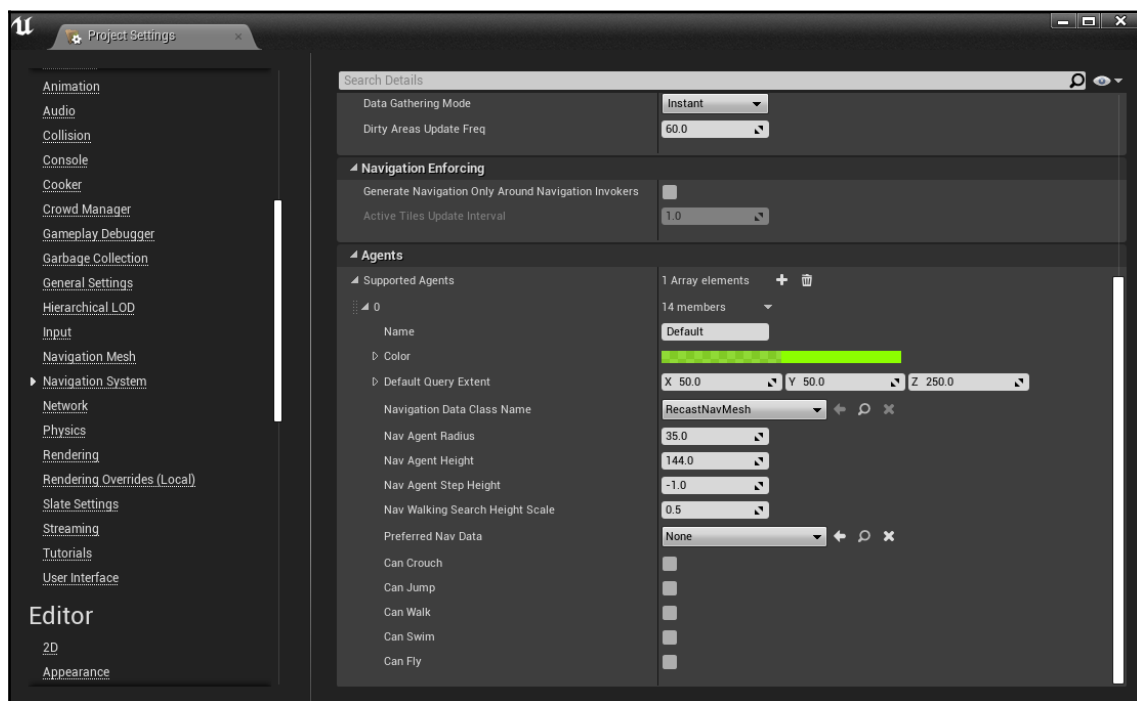 Project Settings
Animation
Audio
Collision
Console
Cooker
Crowd Manager
Gameplay Debugger
Garbage Collection
General Settings
Hierarchical LOD
Input
Navigation Mesh
Navigation System
Network
Physics
Rendering
Rendering Overrides (Local)
Slate Settings
Streaming
Tutorials
User Interface
Editor
2D
Appearance
Search Details
Data Gathering Mode Instant
Dirty Areas Update Freq 60.0
Navigation Enforcing
Generate Navigation Only Around Navigation Invokers
Active Tiles Update Interval 1.0
Agents
Supported Agents 1 Array elements
0 14 members
Name Default
Color
Default Query Extent X 50.0 Y 50.0 Z 250.0
Navigation Data Class Name RecastNavMesh
Nav Agent Radius 35.0
Nav Agent Height 144.0
Nav Agent Step Height -1.0
Nav Walking Search Height Scale 0.5
Preferred Nav Data None
Can Crouch
Can Jump
Can Walk
Can Swim
Can Fly